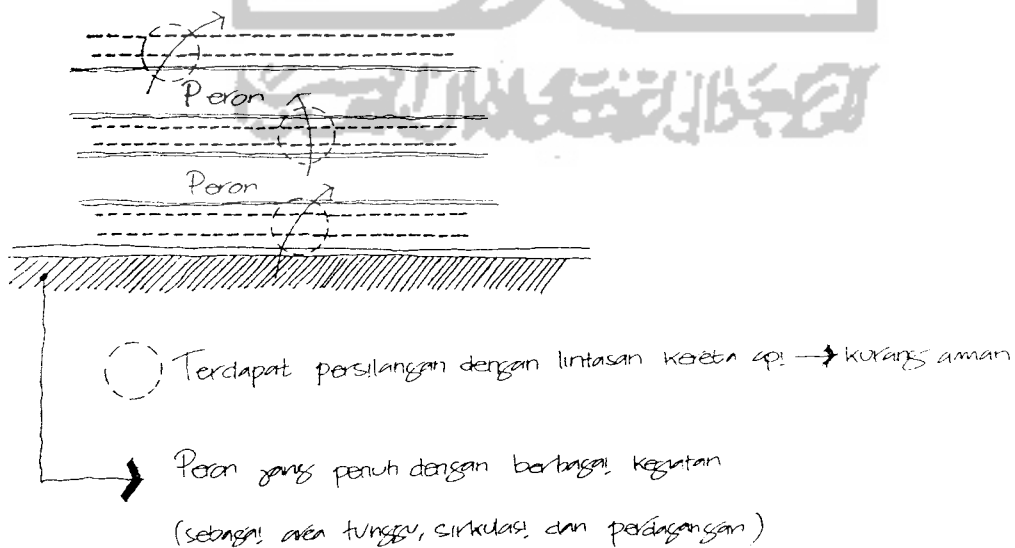 Peron
Peron
Terdapat persilangan dengan lintasan kereta api → kurang aman
Peron yang penuh dengan berbagai kegiatan
(sebagai area tunggu, sirkulasi dan perdagangan)